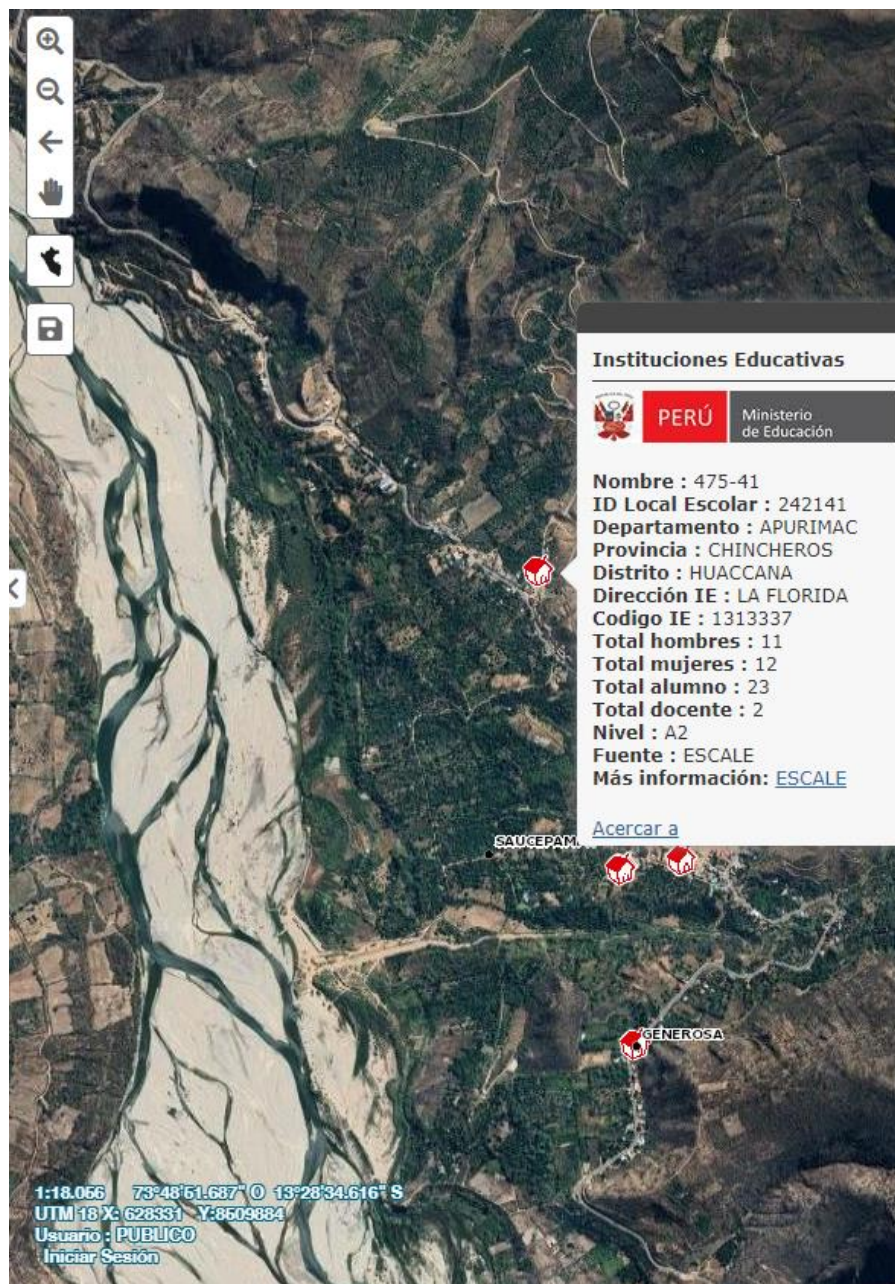 Instituciones Educativas
PERÚ Ministerio
de Educación
Nombre : 475-41
ID Local Escolar : 242141
Departamento : APURIMAC
Provincia : CHINCHEROS
Distrito : HUACCANA
Dirección IE : LA FLORIDA
Codigo IE : 1313337
Total hombres : 11
Total mujeres : 12
Total alumno : 23
Total docente : 2
Nivel : A2
Fuente : ESCALE
Más información: ESCALE
Acercar a
SAUCEPAM
GENEROSA
1:18.056 73°48'51.687" O 13°28'34.616" S
UTM 18 X: 628331 Y:8509884
Usuario : PUBLICO
Iniciar Sesión